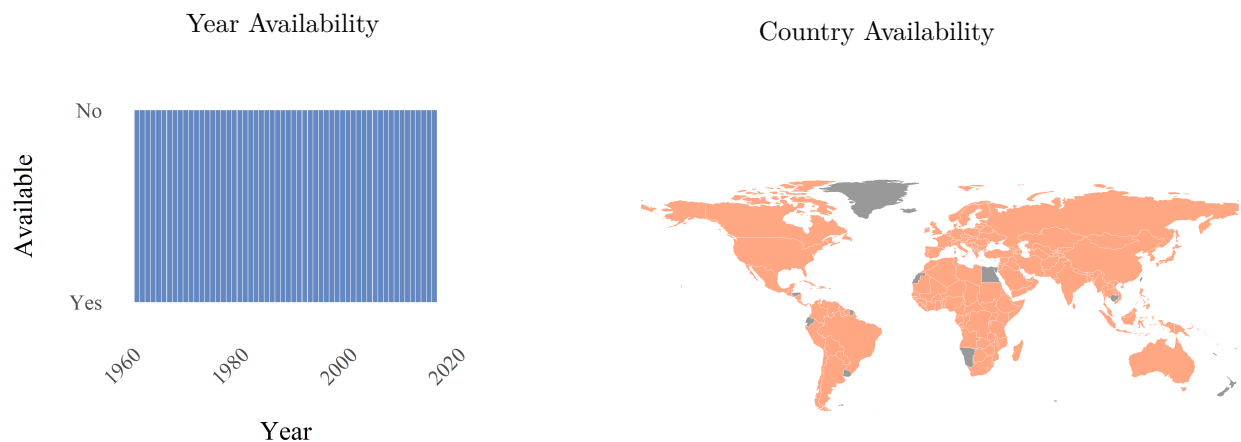 Year Availability
Available
No
Yes
1960
1980
2000
2020
Year
Country Availability